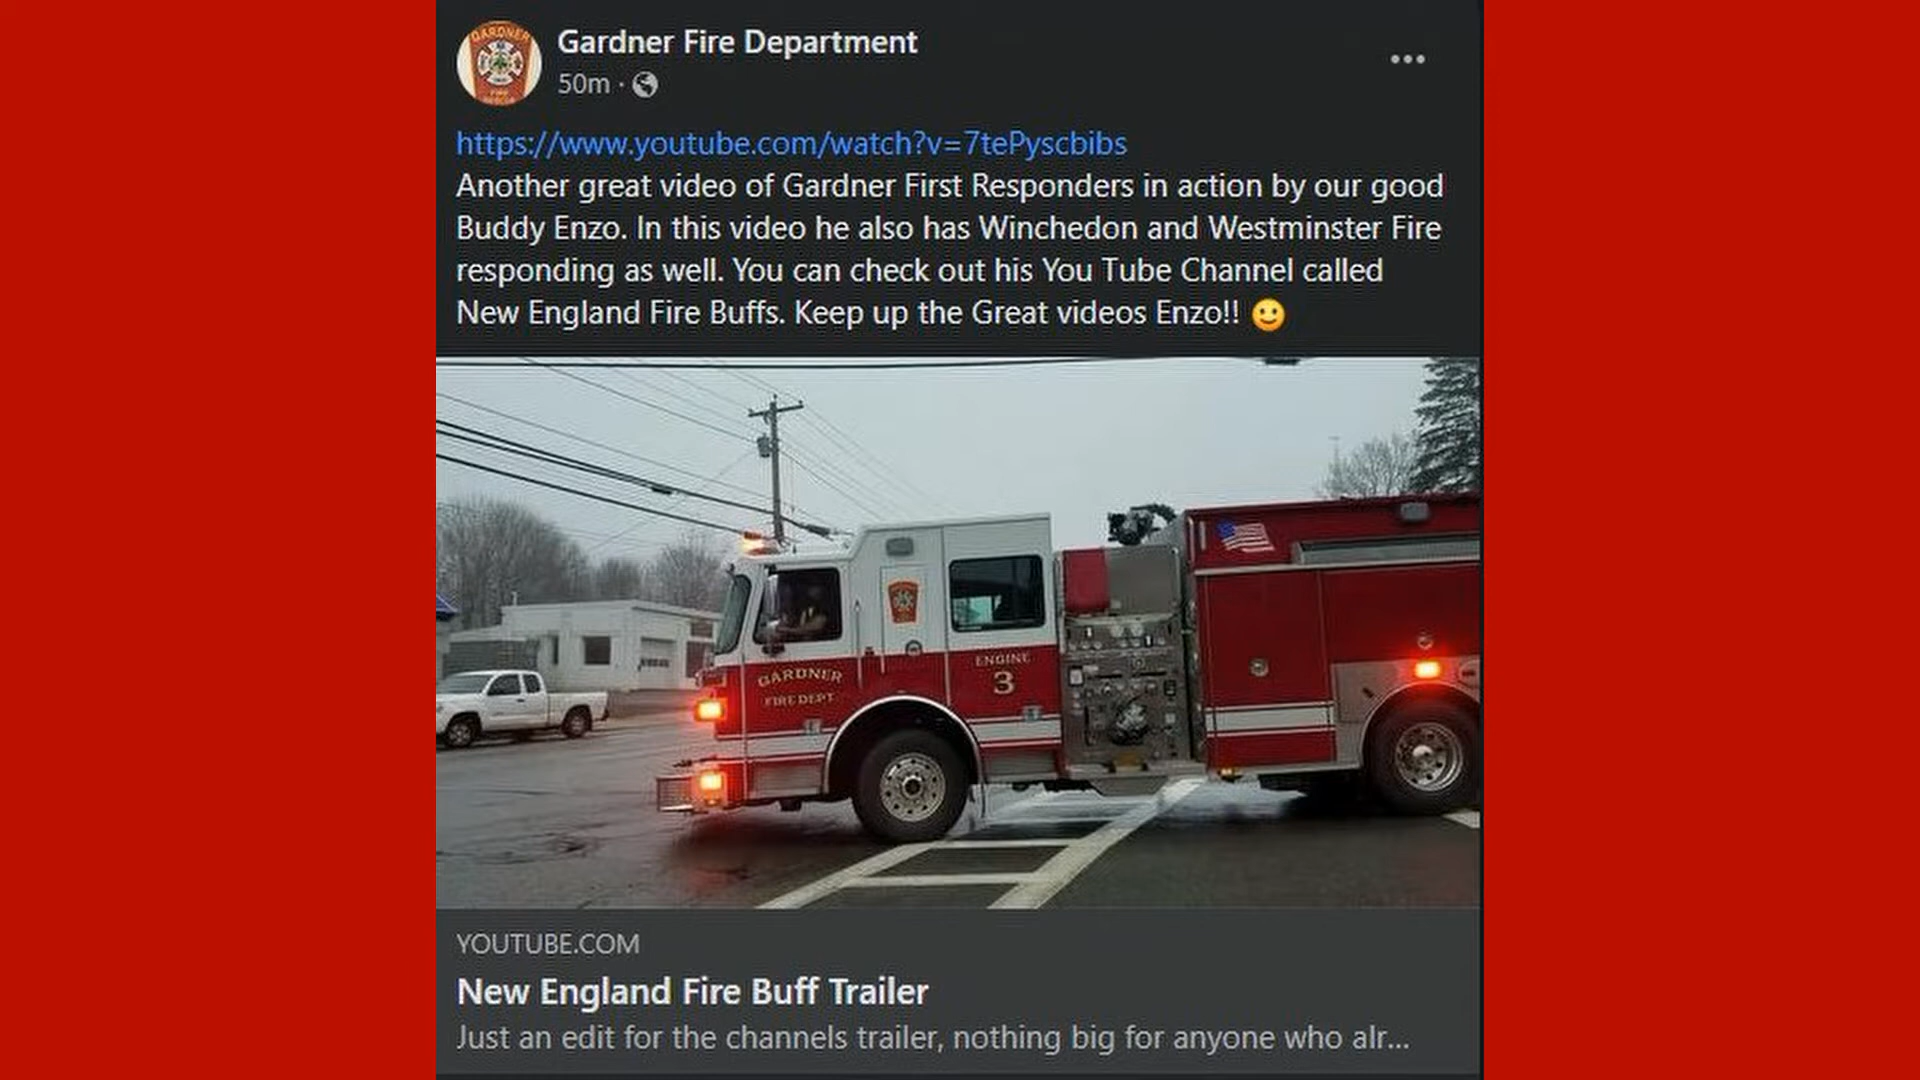 GARDNER
FIRE
RESCUE
Gardner Fire Department
50m ·
https://www.youtube.com/watch?v=7tePyscbibs
Another great video of Gardner First Responders in action by our good
Buddy Enzo. In this video he also has Winchedon and Westminster Fire
responding as well. You can check out his You Tube Channel called
New England Fire Buffs. Keep up the Great videos Enzo!! 🙂
GARDNER
FIRE DEPT.
ENGINE
3
YOUTUBE.COM
New England Fire Buff Trailer
Just an edit for the channels trailer, nothing big for anyone who alr...